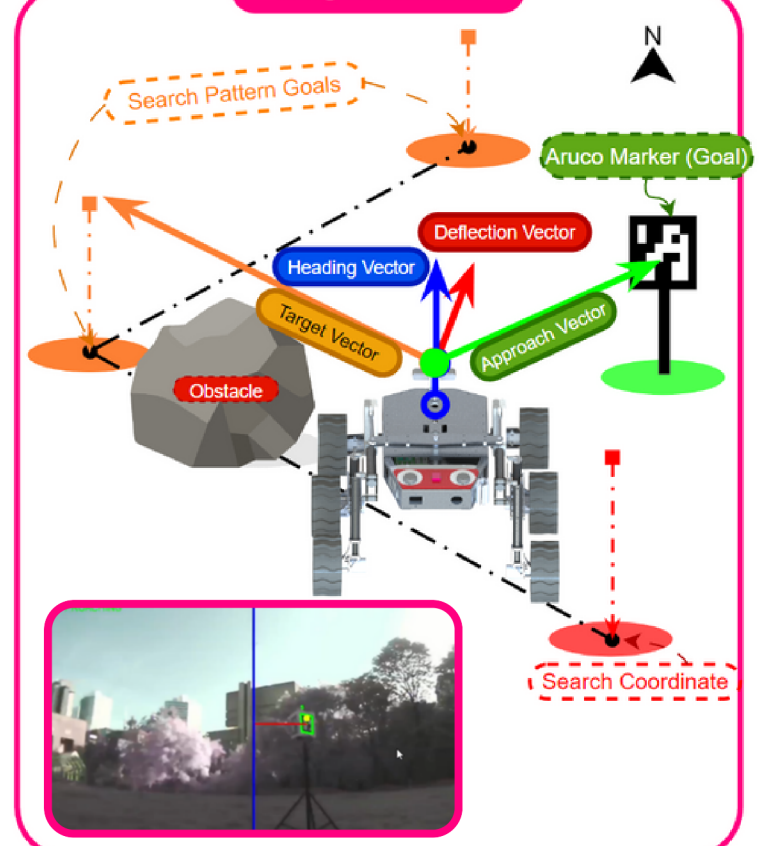 N
Search Pattern Goals
Aruco Marker (Goal)
Deflection Vector
Heading Vector
Target Vector
Approach Vector
Obstacle
Search Coordinate